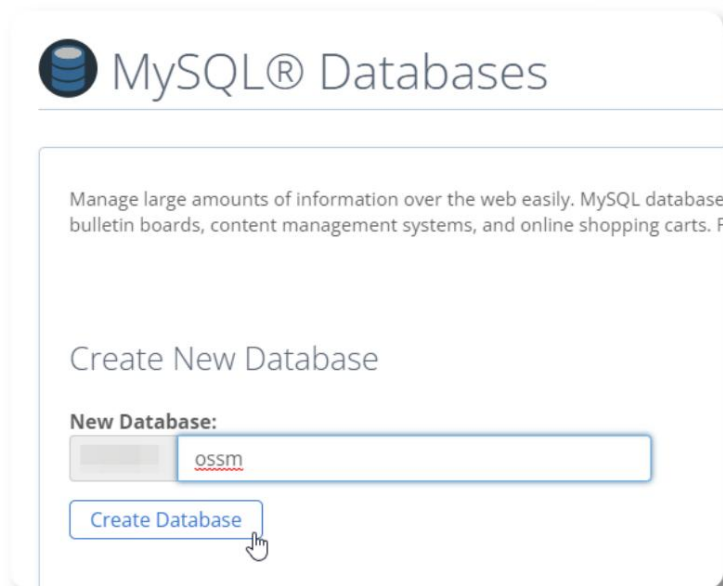 MySQL® Databases
Manage large amounts of information over the web easily. MySQL database
bulletin boards, content management systems, and online shopping carts. F
Create New Database
New Database:
ossm
Create Database